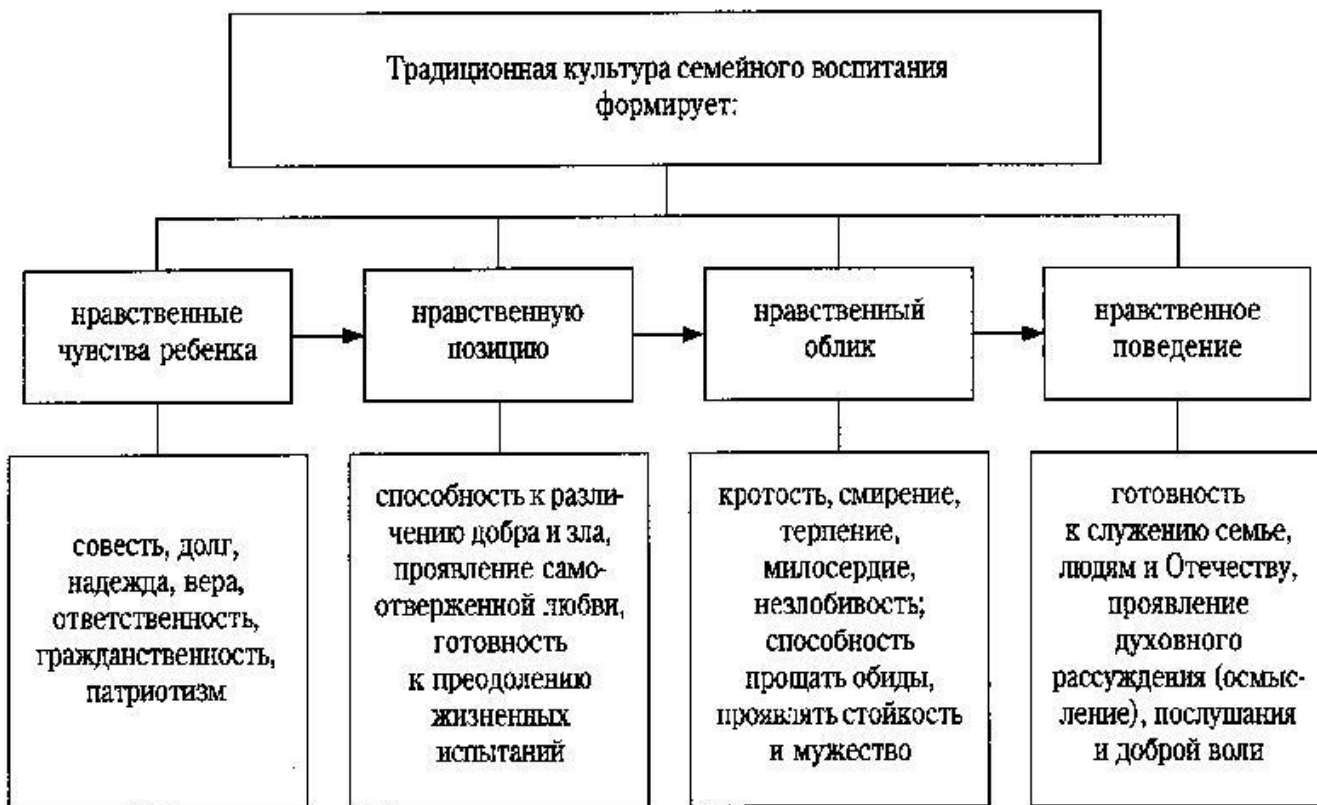 Традиционная культура семейного воспитания
формирует:
нравственные
чувства ребенка
нравственную
позицию
нравственный
облик
нравственное
поведение
совесть, долг,
надежда, вера,
ответственность,
гражданственность,
патриотизм
способность к разли-
чению добра и зла,
проявление само-
отверженной любви,
готовность
к преодолению
жизненных
испытаний
кротость, смирение,
терпение,
милосердие,
незлобивость;
способность
прощать обиды,
проявлять стойкость
и мужество
готовность
к служению семье,
людям и Отечеству,
проявление
духовного
рассуждения (осмыс-
ление), послушания
и доброй воли